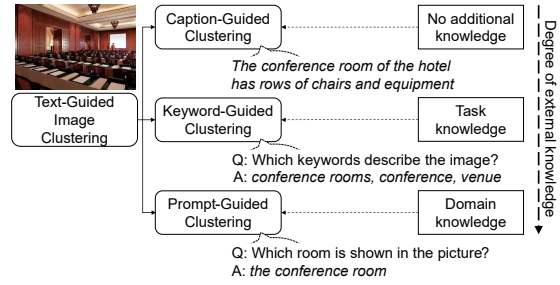 Caption-Guided
Clustering
No additional
knowledge
The conference room of the hotel
has rows of chairs and equipment
Text-Guided
Image
Clustering
Keyword-Guided
Clustering
Task
knowledge
Q: Which keywords describe the image?
A: conference rooms, conference, venue
Prompt-Guided
Clustering
Domain
knowledge
Q: Which room is shown in the picture?
A: the conference room
Degree of external knowledge